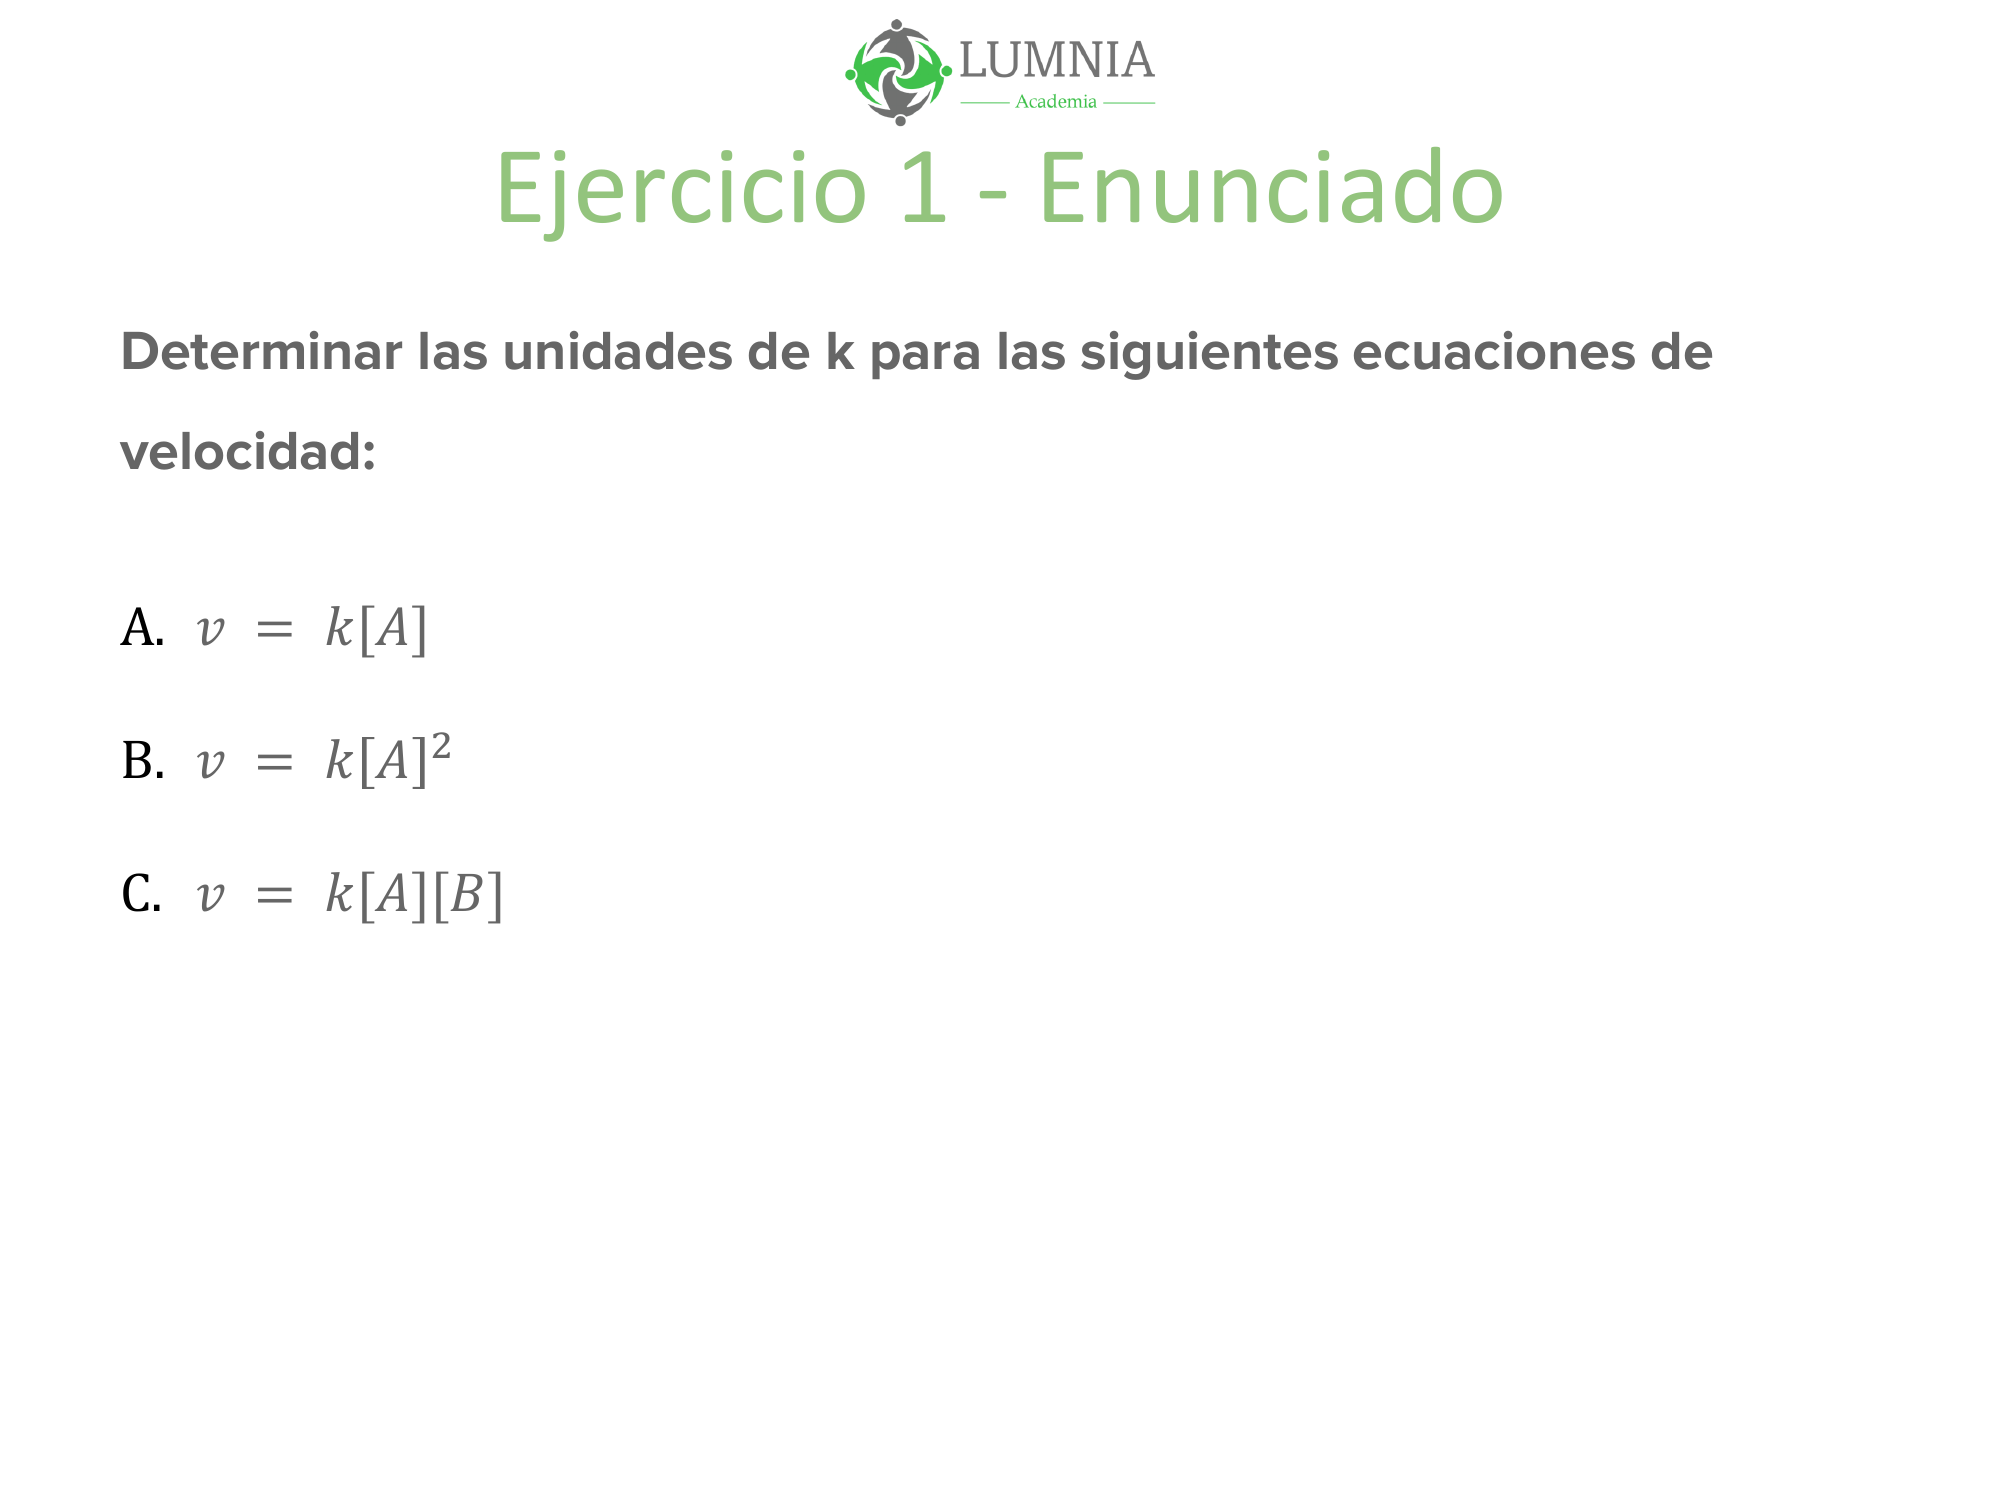 LUMNIA
Academia
Ejercicio 1 - Enunciado
Determinar las unidades de k para las siguientes ecuaciones de
velocidad:
A. v = k[A]
B. v = k[A]²
C. v = k[A][B]